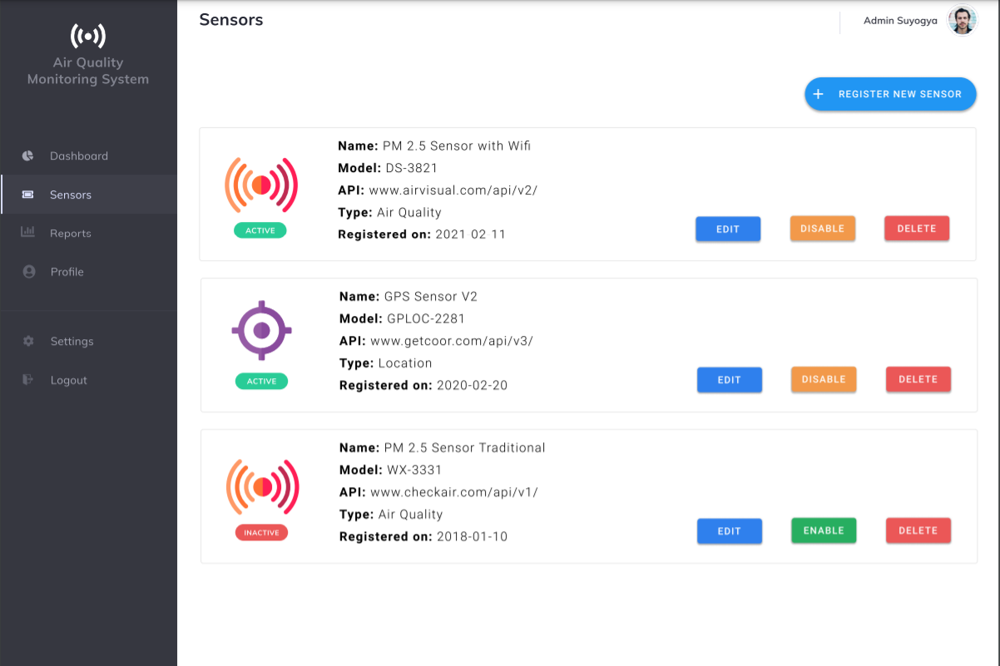 Air Quality
Monitoring System
Dashboard
Sensors
Reports
Profile
Settings
Logout
Sensors
Admin Suyogya
+ REGISTER NEW SENSOR
ACTIVE
Name: PM 2.5 Sensor with Wifi
Model: DS-3821
API: www.airvisual.com/api/v2/
Type: Air Quality
Registered on: 2021 02 11
EDIT
DISABLE
DELETE
ACTIVE
Name: GPS Sensor V2
Model: GPLOC-2281
API: www.getcoor.com/api/v3/
Type: Location
Registered on: 2020-02-20
EDIT
DISABLE
DELETE
INACTIVE
Name: PM 2.5 Sensor Traditional
Model: WX-3331
API: www.checkair.com/api/v1/
Type: Air Quality
Registered on: 2018-01-10
EDIT
ENABLE
DELETE